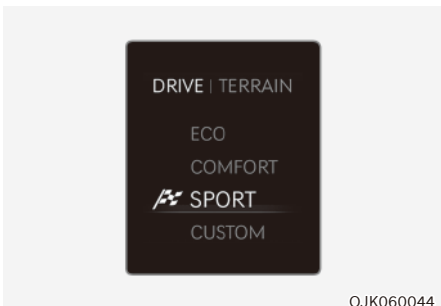 DRIVE | TERRAIN
ECO
COMFORT
SPORT
CUSTOM
OJK060044